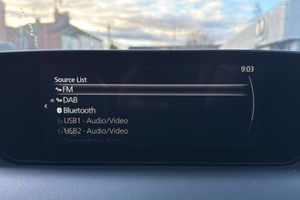 9:03
Source List
FM
DAB
Bluetooth
USB1 - Audio/Video
USB2 - Audio/Video